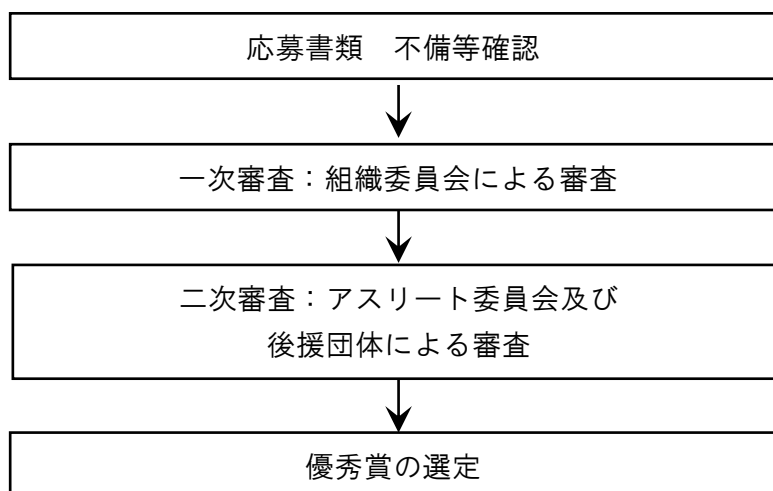 応募書類　不備等確認
一次審査：組織委員会による審査
二次審査：アスリート委員会及び
後援団体による審査
優秀賞の選定